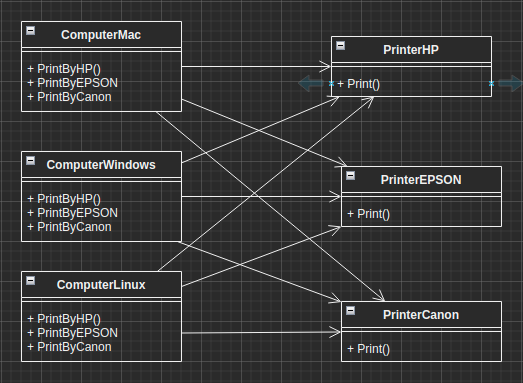 ComputerMac
+ PrintByHP()
+ PrintByEPSON
+ PrintByCanon
PrinterHP
+ Print()
ComputerWindows
+ PrintByHP()
+ PrintByEPSON
+ PrintByCanon
PrinterEPSON
+ Print()
ComputerLinux
+ PrintByHP()
+ PrintByEPSON
+ PrintByCanon
PrinterCanon
+ Print()